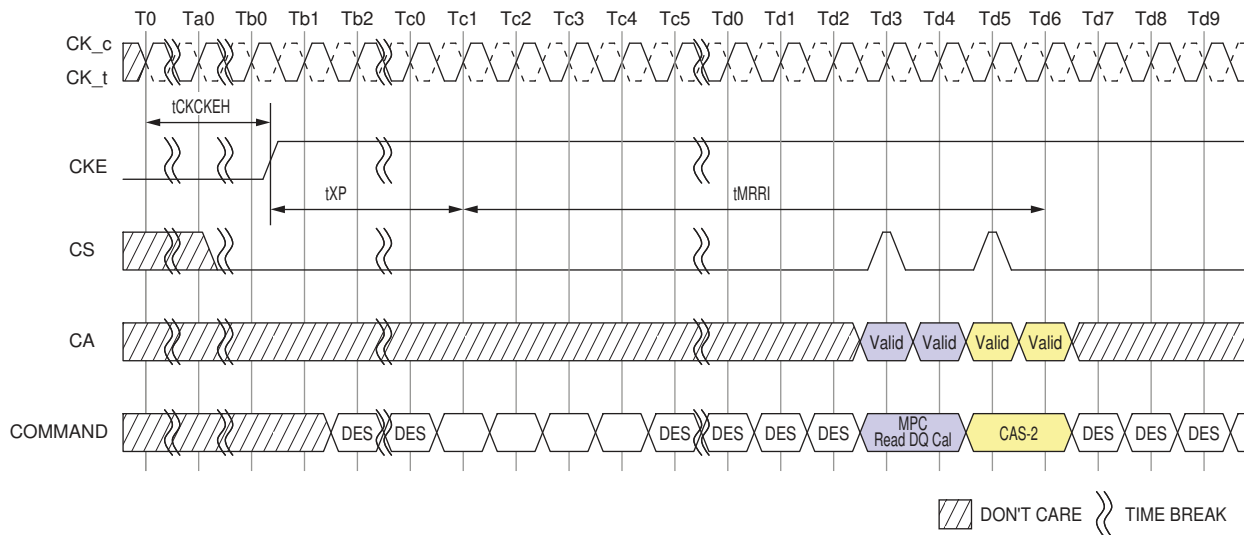 T0 Ta0 Tb0 Tb1 Tb2 Tc0 Tc1 Tc2 Tc3 Tc4 Tc5 Td0 Td1 Td2 Td3 Td4 Td5 Td6 Td7 Td8 Td9
CK_c
CK_t
tCKCKEH
CKE
tXP tMRRI
CS
CA Valid Valid Valid Valid
COMMAND DES DES DES DES DES DES MPC Read DQ Cal CAS-2 DES DES DES
DON'T CARE TIME BREAK